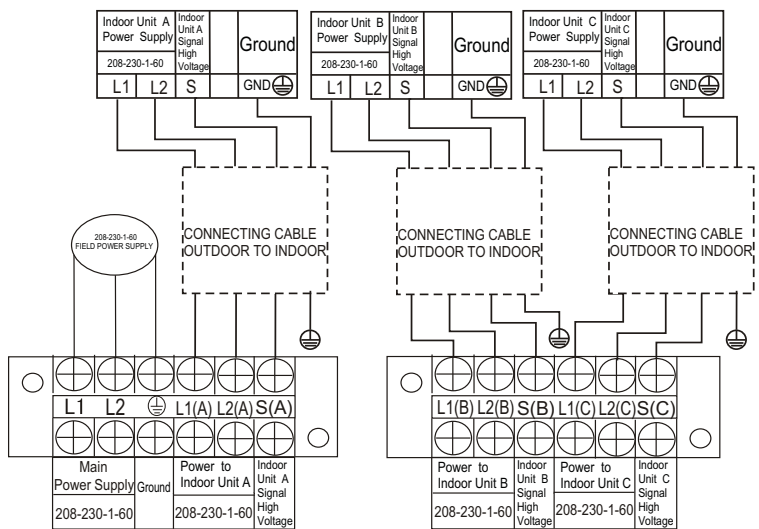 Indoor Unit A
Power Supply
208-230-1-60
Indoor
Unit A
Signal
High
Voltage
Ground
L1 L2 S GND
Indoor Unit B
Power Supply
208-230-1-60
Indoor
Unit B
Signal
High
Voltage
Ground
L1 L2 S GND
Indoor Unit C
Power Supply
208-230-1-60
Indoor
Unit C
Signal
High
Voltage
Ground
L1 L2 S GND
208-230-1-60
FIELD POWER SUPPLY
CONNECTING CABLE
OUTDOOR TO INDOOR
CONNECTING CABLE
OUTDOOR TO INDOOR
CONNECTING CABLE
OUTDOOR TO INDOOR
L1 L2 L1(A) L2(A) S(A)
Main
Power Supply
208-230-1-60
Ground
Power to
Indoor Unit A
208-230-1-60
Indoor
Unit A
Signal
High
Voltage
L1(B) L2(B) S(B) L1(C) L2(C) S(C)
Power to
Indoor Unit B
208-230-1-60
Indoor
Unit B
Signal
High
Voltage
Power to
Indoor Unit C
208-230-1-60
Indoor
Unit C
Signal
High
Voltage